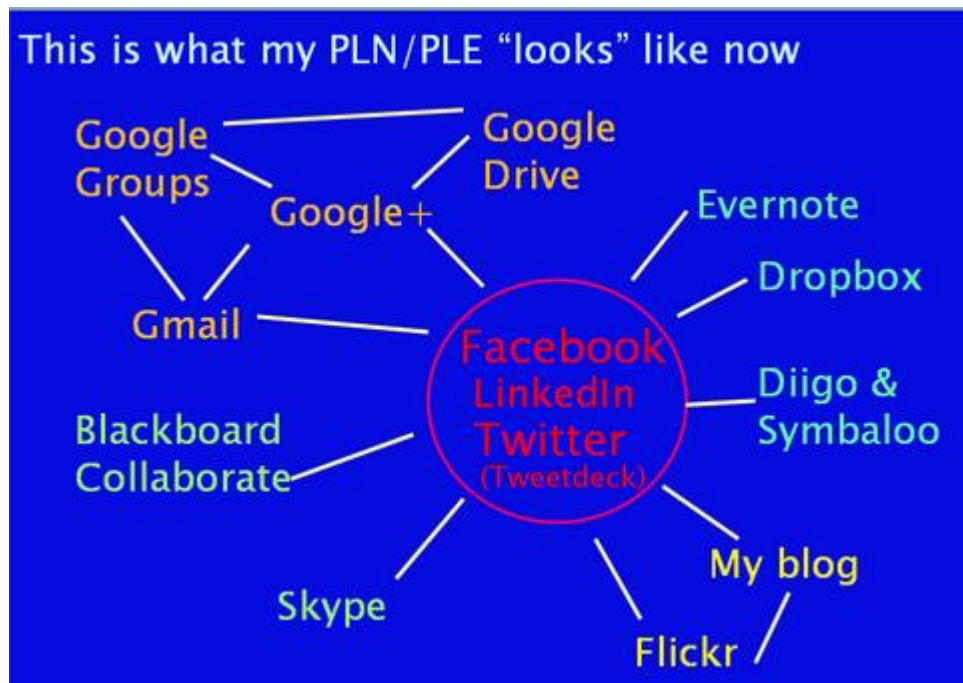 This is what my PLN/PLE “looks” like now
Google
Groups
Google
Drive
Google+
Evernote
Dropbox
Gmail
Facebook
LinkedIn
Twitter
(Tweetdeck)
Diigo &
Symbaloo
Blackboard
Collaborate
My blog
Skype
Flickr